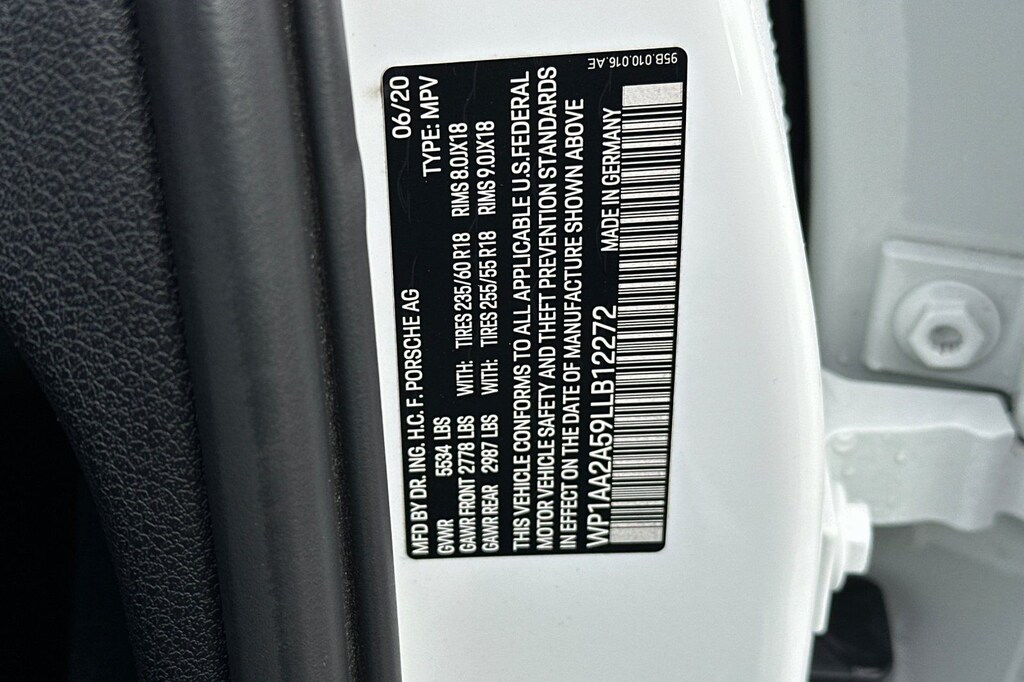 95B.010.016.AE
MFD BY DR. ING. H.C. F. PORSCHE AG 06/20
GVWR 5534 LBS TYPE: MPV
GAWR FRONT 2778 LBS WITH: TIRES 235/60 R18 RIMS 8.0JX18
GAWR REAR 2987 LBS WITH: TIRES 255/55 R18 RIMS 9.0JX18
THIS VEHICLE CONFORMS TO ALL APPLICABLE U.S. FEDERAL
MOTOR VEHICLE SAFETY AND THEFT PREVENTION STANDARDS
IN EFFECT ON THE DATE OF MANUFACTURE SHOWN ABOVE
WP1AA2A59LLB12272 MADE IN GERMANY